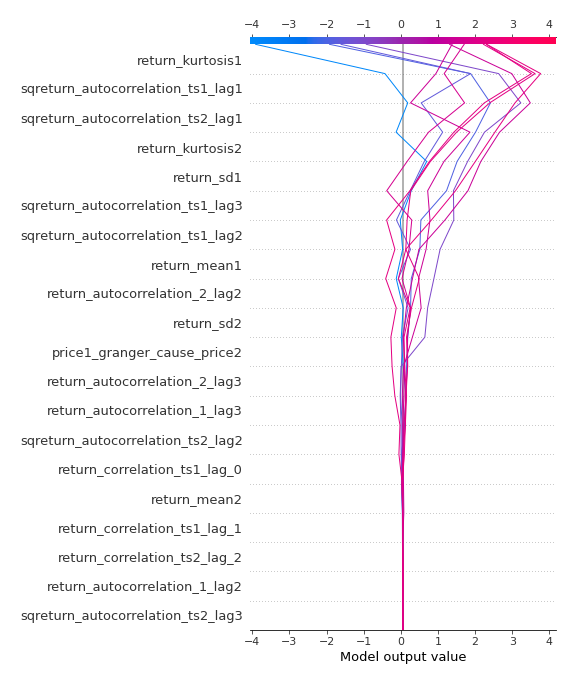 −4 −3 −2 −1 0 1 2 3 4
return_kurtosis1
sqreturn_autocorrelation_ts1_lag1
sqreturn_autocorrelation_ts2_lag1
return_kurtosis2
return_sd1
sqreturn_autocorrelation_ts1_lag3
sqreturn_autocorrelation_ts1_lag2
return_mean1
return_autocorrelation_2_lag2
return_sd2
price1_granger_cause_price2
return_autocorrelation_2_lag3
return_autocorrelation_1_lag3
sqreturn_autocorrelation_ts2_lag2
return_correlation_ts1_lag_0
return_mean2
return_correlation_ts1_lag_1
return_correlation_ts2_lag_2
return_autocorrelation_1_lag2
sqreturn_autocorrelation_ts2_lag3
−4 −3 −2 −1 0 1 2 3 4
Model output value